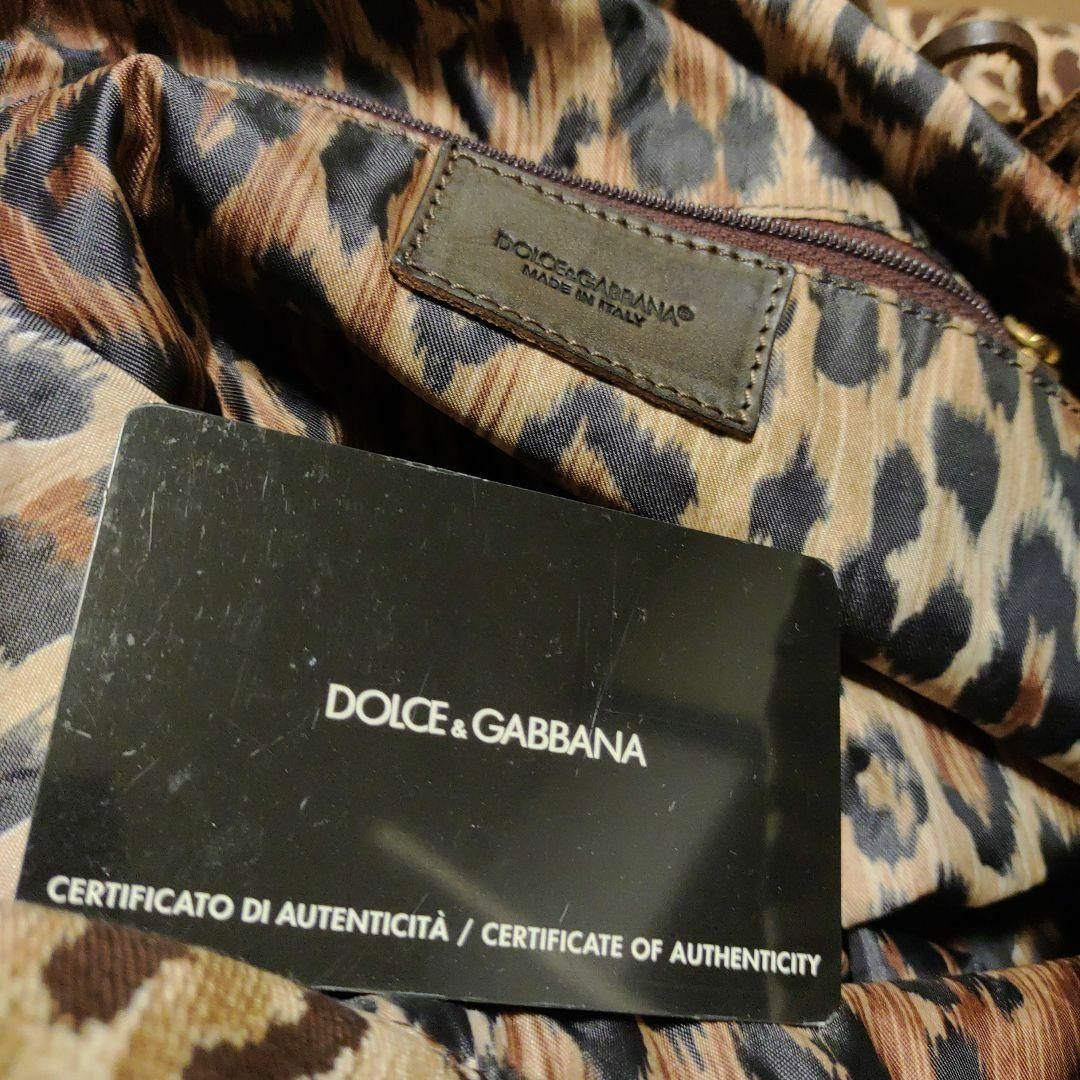 DOLCE&GABBANA®
MADE IN ITALY
DOLCE & GABBANA
CERTIFICATO DI AUTENTICITÀ / CERTIFICATE OF AUTHENTICITY